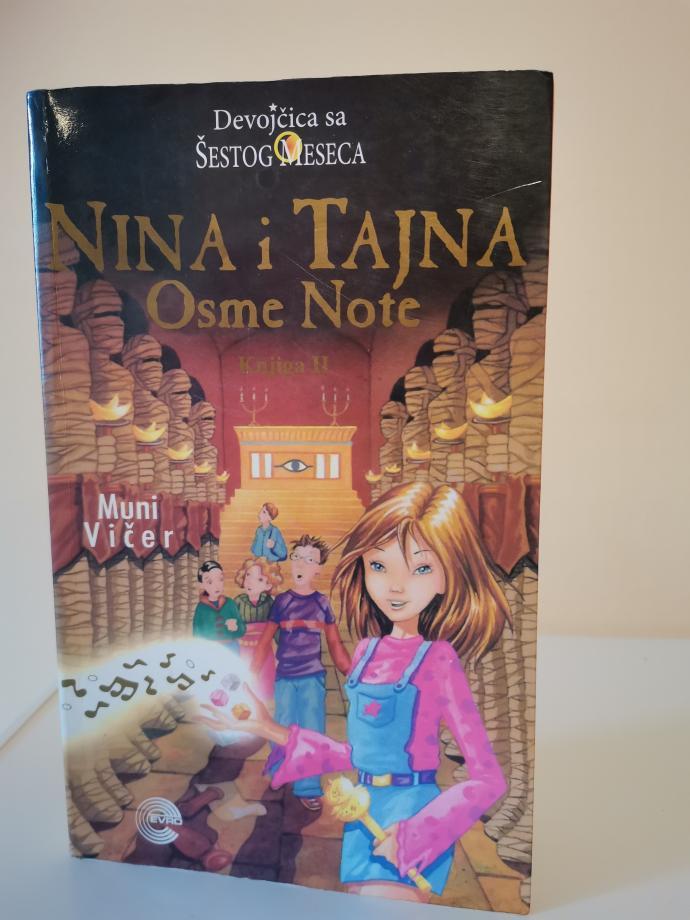 Devojčica sa
ŠESTOG MESECA
NINA i TAJNA
Osme Note
Knjiga II
Muni
Vičer
EVRO